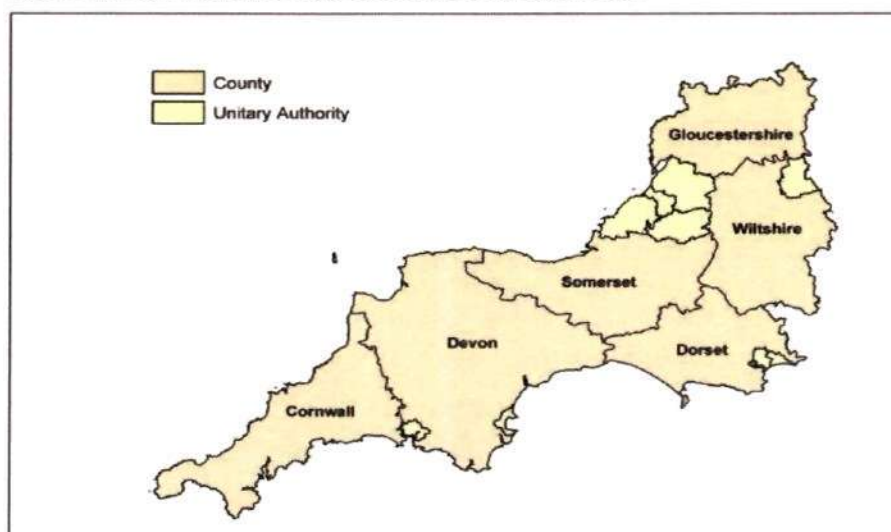 County
Unitary Authority
Gloucestershire
Wiltshire
Somerset
Devon
Dorset
Cornwall